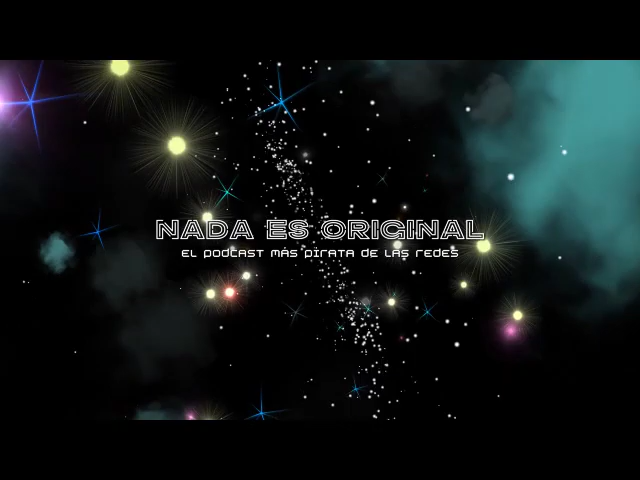 NADA ES ORIGINAL
EL PODCAST MÁS PIRATA DE LAS REDES